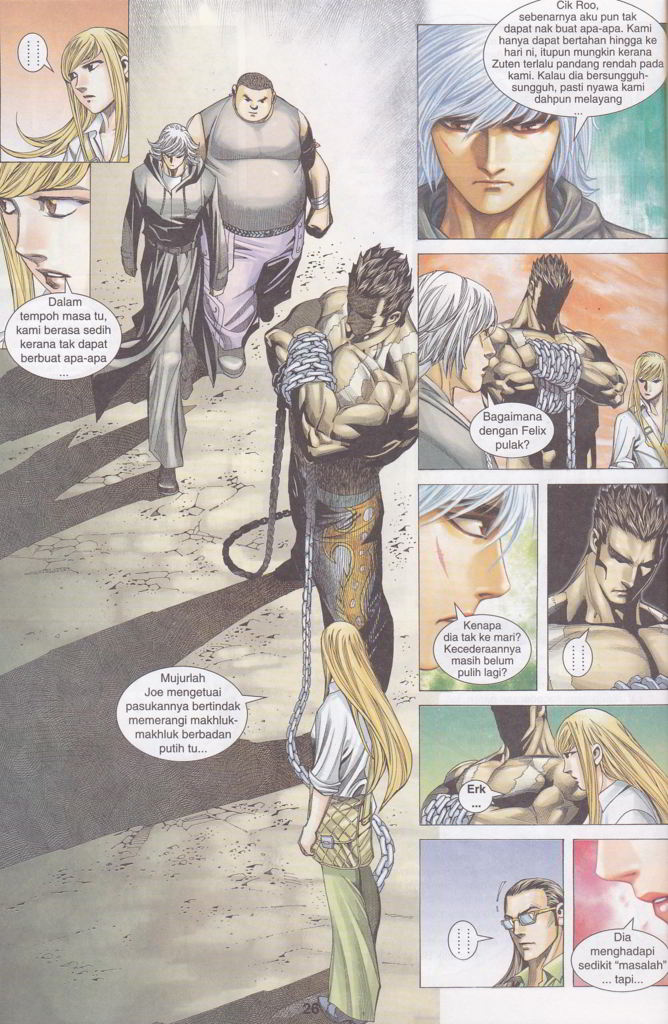 Dalam
tempoh masa tu,
kami berasa sedih
kerana tak dapat
berbuat apa-apa
...
Mujurlah
Joe mengetuai
pasukannya bertindak
memerangi makhluk-
makhluk berbadan
putih tu...
Cik Roo,
sebenarnya aku pun tak
dapat nak buat apa-apa. Kami
hanya dapat bertahan hingga ke
hari ni, itupun mungkin kerana
Zuten terlalu pandang rendah pada
kami. Kalau dia bersungguh-
sungguh, pasti nyawa kami
dahpun melayang
...
Bagaimana
dengan Felix
pulak?
Kenapa
dia tak ke mari?
Kecederaannya
masih belum
pulih lagi?
Erk
...
Dia
menghadapi
sedikit "masalah"
... tapi...
26